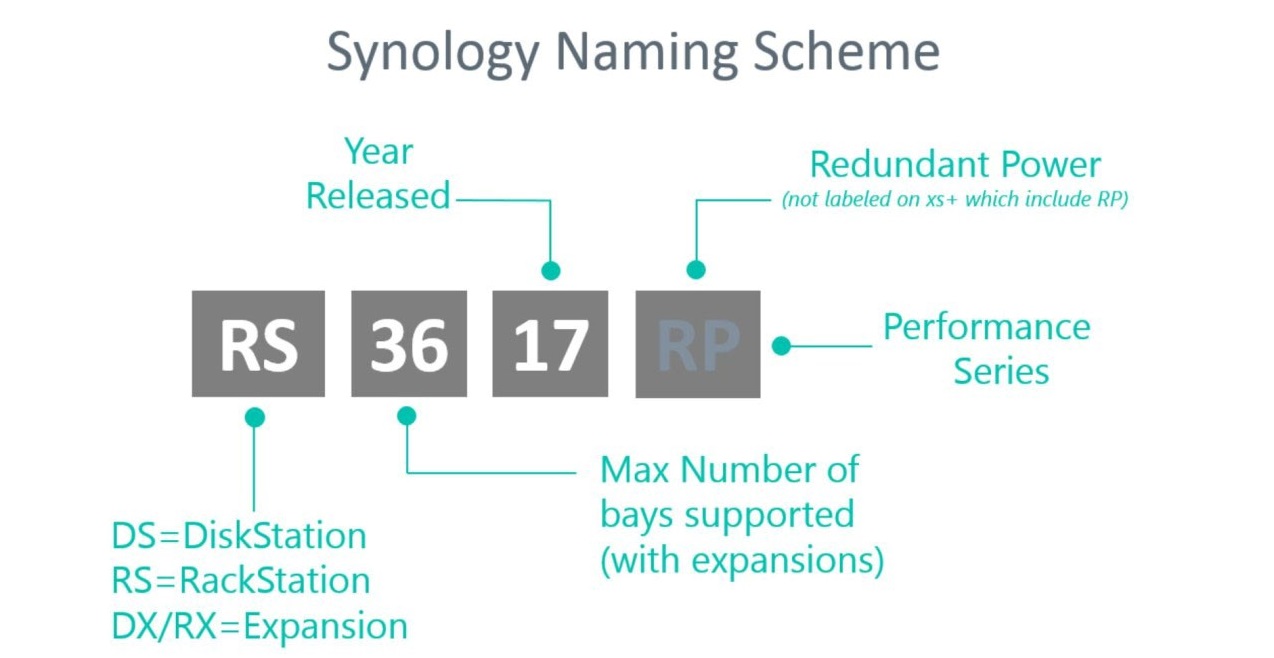 Synology Naming Scheme
Year
Released
Redundant Power
(not labeled on xs+ which include RP)
RS
36
17
RP
Performance
Series
Max Number of
bays supported
(with expansions)
DS=DiskStation
RS=RackStation
DX/RX=Expansion